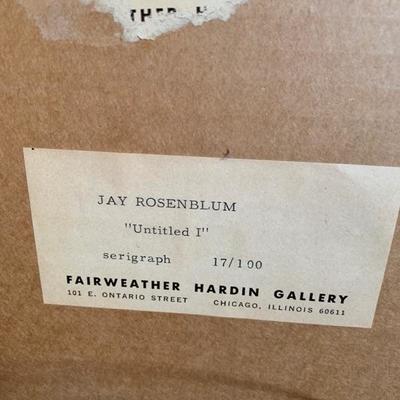 JAY ROSENBLUM
"Untitled I"
serigraph 17/100
FAIRWEATHER HARDIN GALLERY
101 E. ONTARIO STREET CHICAGO, ILLINOIS 60611